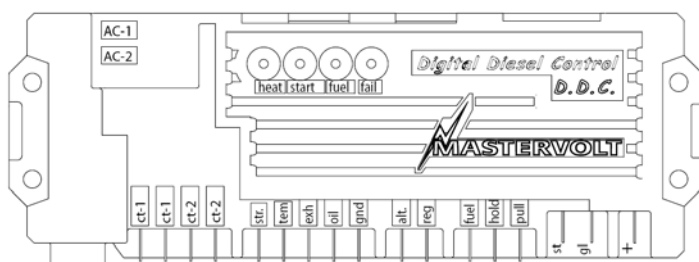 AC-1
AC-2
heat start fuel fail
Digital Diesel Control
D.D.C.
MASTERVOLT
ct-1 ct-1 ct-2 ct-2 str. tem exh oil gnd alt. reg fuel hold pull st gl +